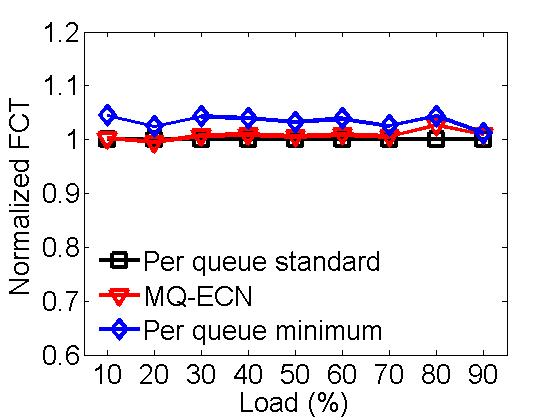 1.2
1.1
1
0.9
0.8
0.7
0.6
Normalized FCT
Per queue standard
MQ-ECN
Per queue minimum
10 20 30 40 50 60 70 80 90
Load (%)